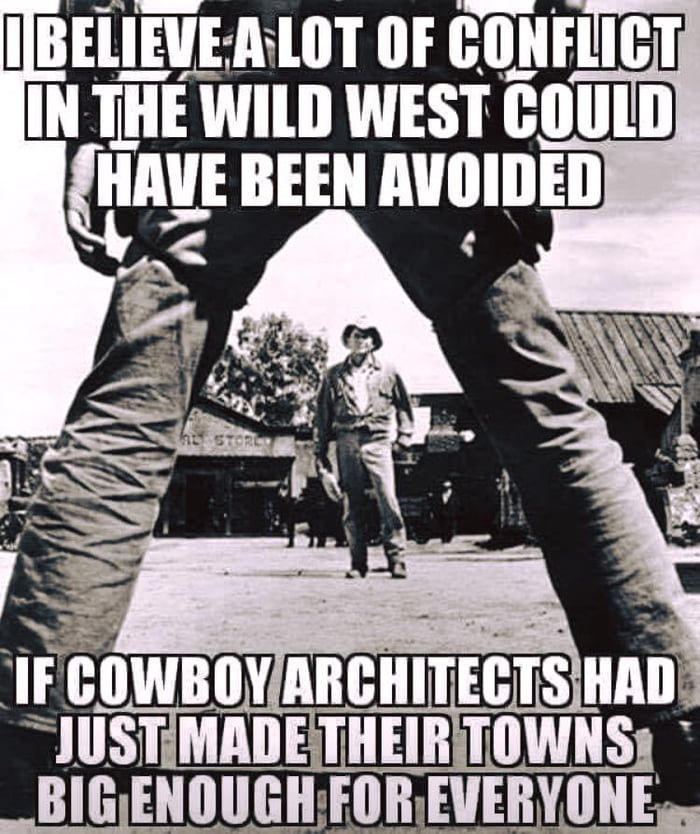 I BELIEVE A LOT OF CONFLICT
IN THE WILD WEST COULD
HAVE BEEN AVOIDED
STORE
IF COWBOY ARCHITECTS HAD
JUST MADE THEIR TOWNS
BIG ENOUGH FOR EVERYONE